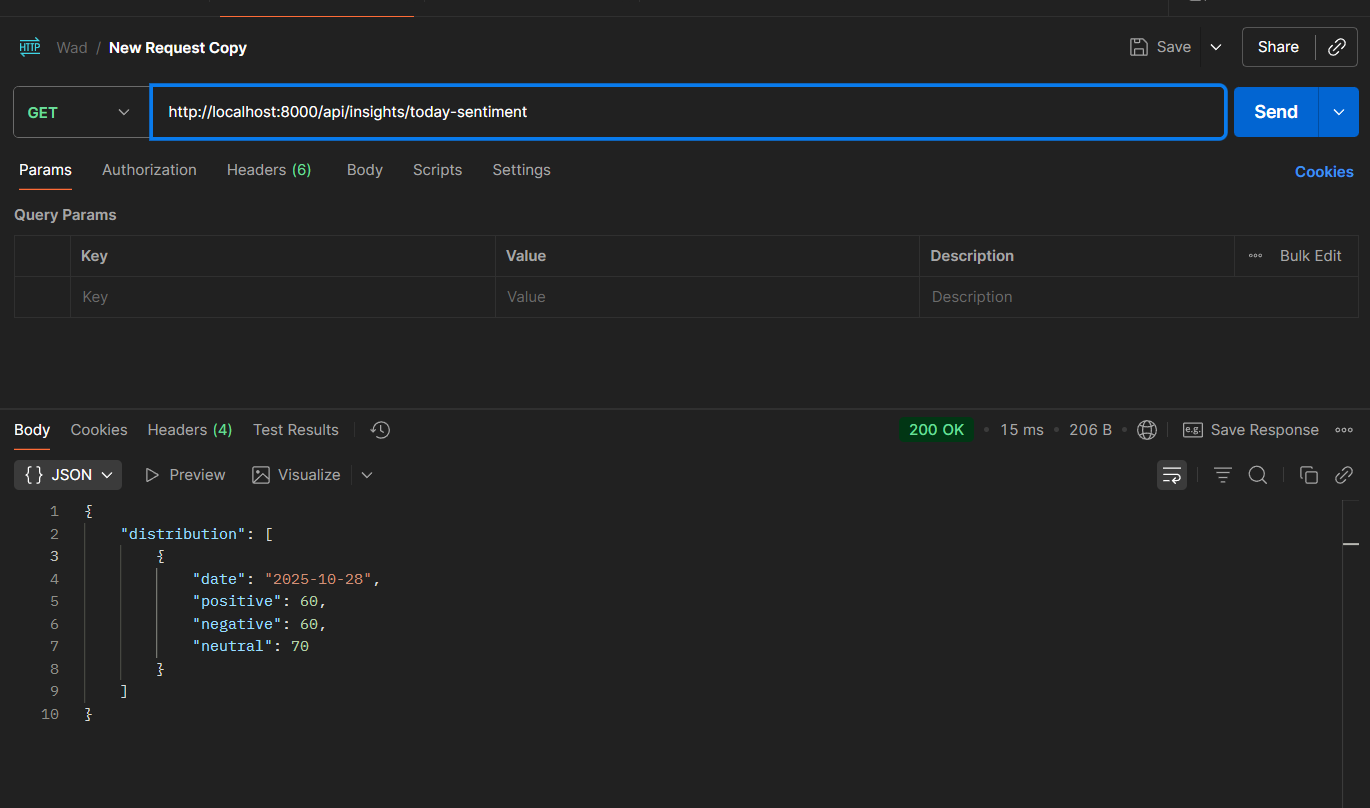 HTTP Wad / New Request Copy Save Share
GET http://localhost:8000/api/insights/today-sentiment Send
Params Authorization Headers (6) Body Scripts Settings Cookies
Query Params
Key Value Description Bulk Edit
Key Value Description
Body Cookies Headers (4) Test Results 200 OK • 15 ms • 206 B • e.g. Save Response
{} JSON Preview Visualize
1 {
2 "distribution": [
3 {
4 "date": "2025-10-28",
5 "positive": 60,
6 "negative": 60,
7 "neutral": 70
8 }
9 ]
10 }